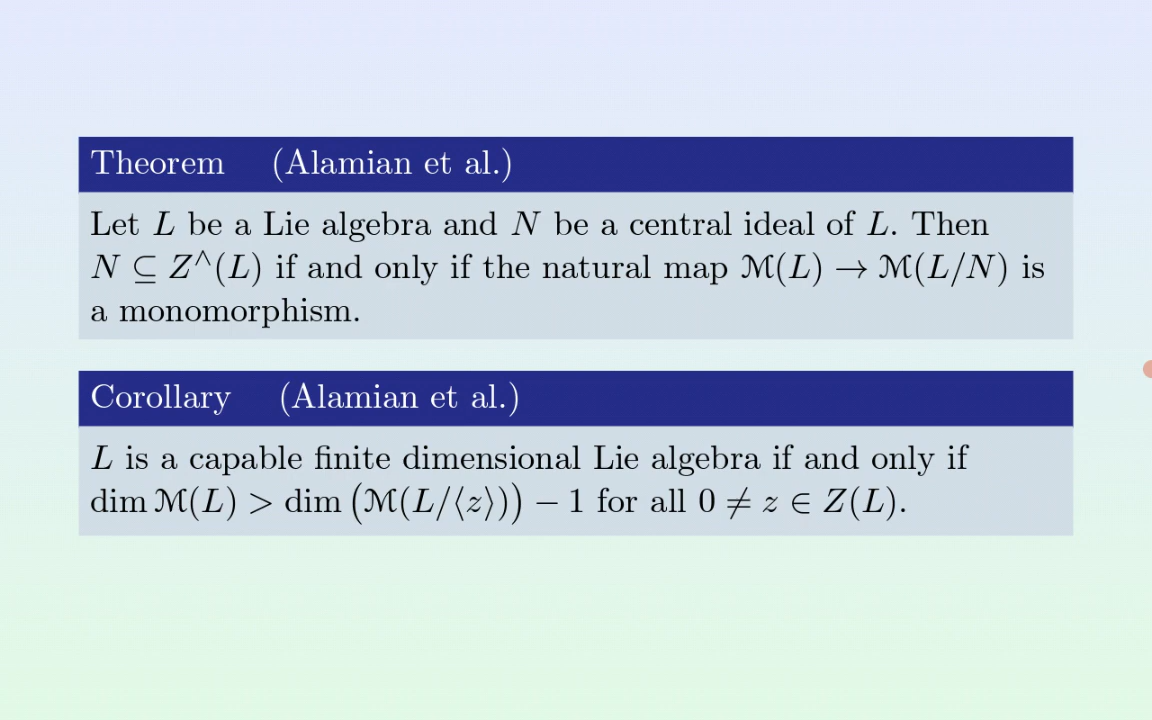 Theorem (Alamian et al.)
Let L be a Lie algebra and N be a central ideal of L. Then
N ⊆ Z^∧(L) if and only if the natural map ℳ(L) → ℳ(L/N) is
a monomorphism.
Corollary (Alamian et al.)
L is a capable finite dimensional Lie algebra if and only if
dim ℳ(L) > dim (ℳ(L/⟨z⟩)) − 1 for all 0 ≠ z ∈ Z(L).